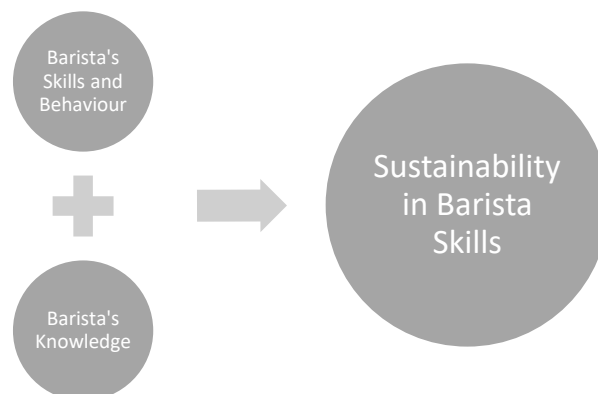 Barista's
Skills and
Behaviour
Barista's
Knowledge
Sustainability
in Barista
Skills